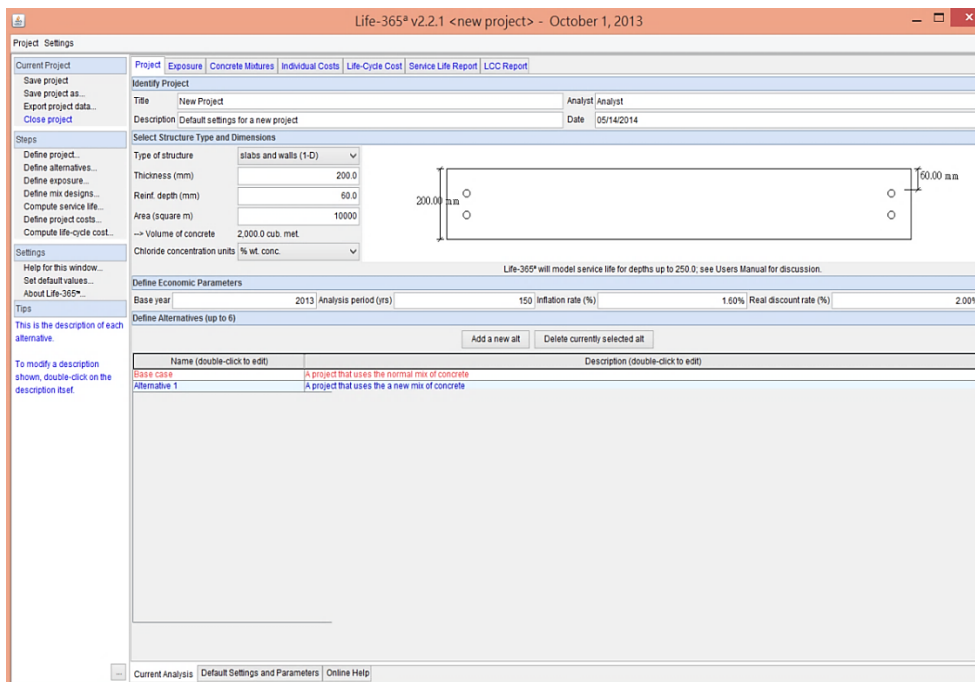 Life-365ª v2.2.1 <new project> - October 1, 2013
Project Settings
Current Project
Save project
Save project as...
Export project data...
Close project
Steps
Define project...
Define alternatives...
Define exposure...
Define mix designs...
Compute service life...
Define project costs...
Compute life-cycle cost...
Settings
Help for this window...
Set default values...
About Life-365™...
Tips
This is the description of each
alternative.
To modify a description
shown, double-click on the
description itself.
...
Project Exposure Concrete Mixtures Individual Costs Life-Cycle Cost Service Life Report LCC Report
Identify Project
Title New Project Analyst Analyst
Description Default settings for a new project Date 05/14/2014
Select Structure Type and Dimensions
Type of structure slabs and walls (1-D)
Thickness (mm) 200.0
Reinf. depth (mm) 60.0
Area (square m) 10000
--> Volume of concrete 2,000.0 cub. met.
Chloride concentration units % wt. conc.
200.00 mm
60.00 mm
Life-365ª will model service life for depths up to 250.0; see Users Manual for discussion.
Define Economic Parameters
Base year 2013 Analysis period (yrs) 150 Inflation rate (%) 1.60% Real discount rate (%) 2.00%
Define Alternatives (up to 6)
Add a new alt Delete currently selected alt
Name (double-click to edit) Description (double-click to edit)
Base case A project that uses the normal mix of concrete
Alternative 1 A project that uses the a new mix of concrete
Current Analysis Default Settings and Parameters Online Help